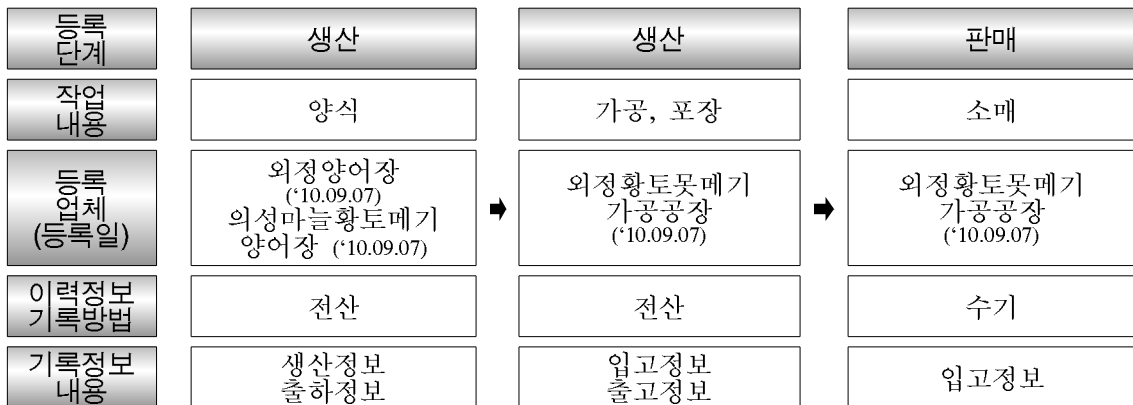 등록
단계
생산
생산
판매
작업
내용
양식
가공, 포장
소매
등록
업체
(등록일)
외정양어장
(‘10.09.07)
의성마늘황토메기
양어장 (‘10.09.07)
외정황토못메기
가공공장
(‘10.09.07)
외정황토못메기
가공공장
(‘10.09.07)
이력정보
기록방법
전산
전산
수기
기록정보
내용
생산정보
출하정보
입고정보
출고정보
입고정보